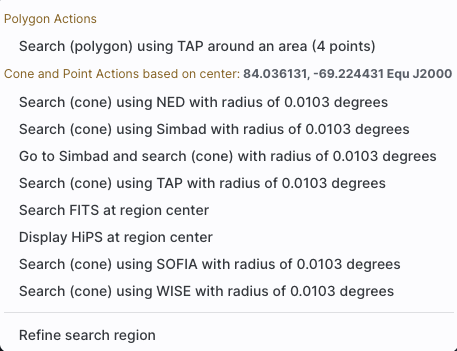 Polygon Actions
Search (polygon) using TAP around an area (4 points)
Cone and Point Actions based on center: 84.036131, -69.224431 Equ J2000
Search (cone) using NED with radius of 0.0103 degrees
Search (cone) using Simbad with radius of 0.0103 degrees
Go to Simbad and search (cone) with radius of 0.0103 degrees
Search (cone) using TAP with radius of 0.0103 degrees
Search FITS at region center
Display HiPS at region center
Search (cone) using SOFIA with radius of 0.0103 degrees
Search (cone) using WISE with radius of 0.0103 degrees
Refine search region